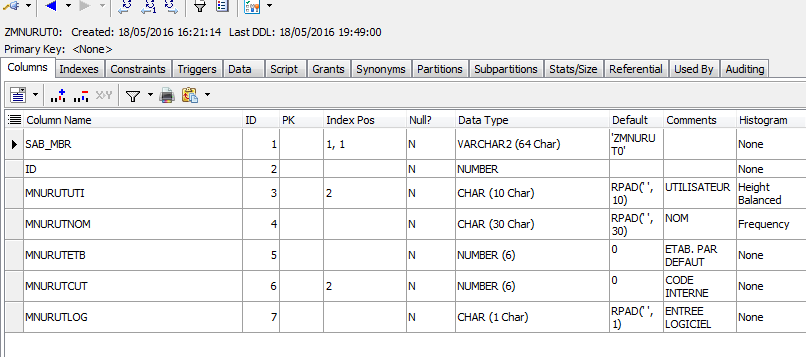 ZMNURUT0: Created: 18/05/2016 16:21:14 Last DDL: 18/05/2016 19:49:00
Primary Key: <None>
Columns Indexes Constraints Triggers Data Script Grants Synonyms Partitions Subpartitions Stats/Size Referential Used By Auditing
X↔Y
Column Name ID PK Index Pos Null? Data Type Default Comments Histogram
SAB_MBR 1 1, 1 N VARCHAR2 (64 Char) 'ZMNURU None
T0'
ID 2 N NUMBER None
MNURUTUTI 3 2 N CHAR (10 Char) RPAD(' ', UTILISATEUR Height
10) Balanced
MNURUTNOM 4 N CHAR (30 Char) RPAD(' ', NOM Frequency
30)
MNURUTETB 5 N NUMBER (6) 0 ETAB. PAR None
DEFAUT
MNURUTCUT 6 2 N NUMBER (6) 0 CODE None
INTERNE
MNURUTLOG 7 N CHAR (1 Char) RPAD(' ', ENTREE None
1) LOGICIEL